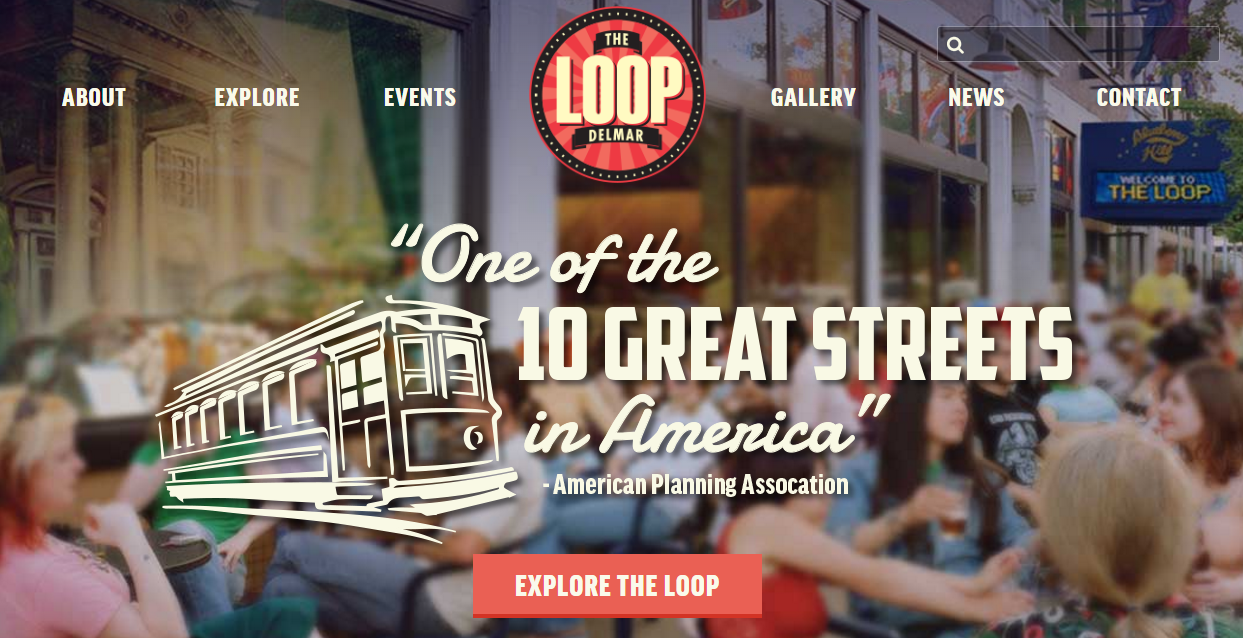 THE
LOOP
DELMAR
ABOUT
EXPLORE
EVENTS
GALLERY
NEWS
CONTACT
Blueberry
Hill
WELCOME TO
THE LOOP
“One of the
10 GREAT STREETS
in America”
- American Planning Assocation
EXPLORE THE LOOP